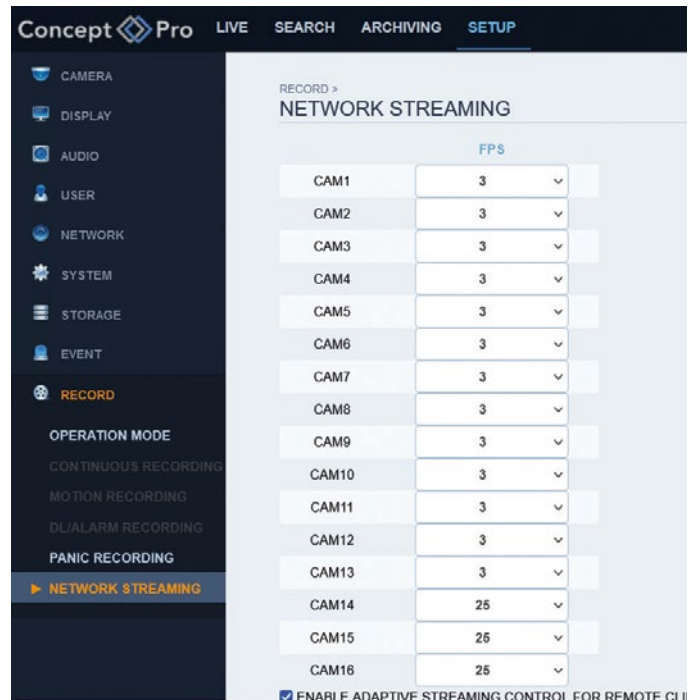 Concept Pro LIVE SEARCH ARCHIVING SETUP
CAMERA
DISPLAY
AUDIO
USER
NETWORK
SYSTEM
STORAGE
EVENT
RECORD
OPERATION MODE
CONTINUOUS RECORDING
MOTION RECORDING
DL/ALARM RECORDING
PANIC RECORDING
NETWORK STREAMING
RECORD >
NETWORK STREAMING
FPS
CAM1 3
CAM2 3
CAM3 3
CAM4 3
CAM5 3
CAM6 3
CAM7 3
CAM8 3
CAM9 3
CAM10 3
CAM11 3
CAM12 3
CAM13 3
CAM14 25
CAM15 25
CAM16 25
ENABLE ADAPTIVE STREAMING CONTROL FOR REMOTE